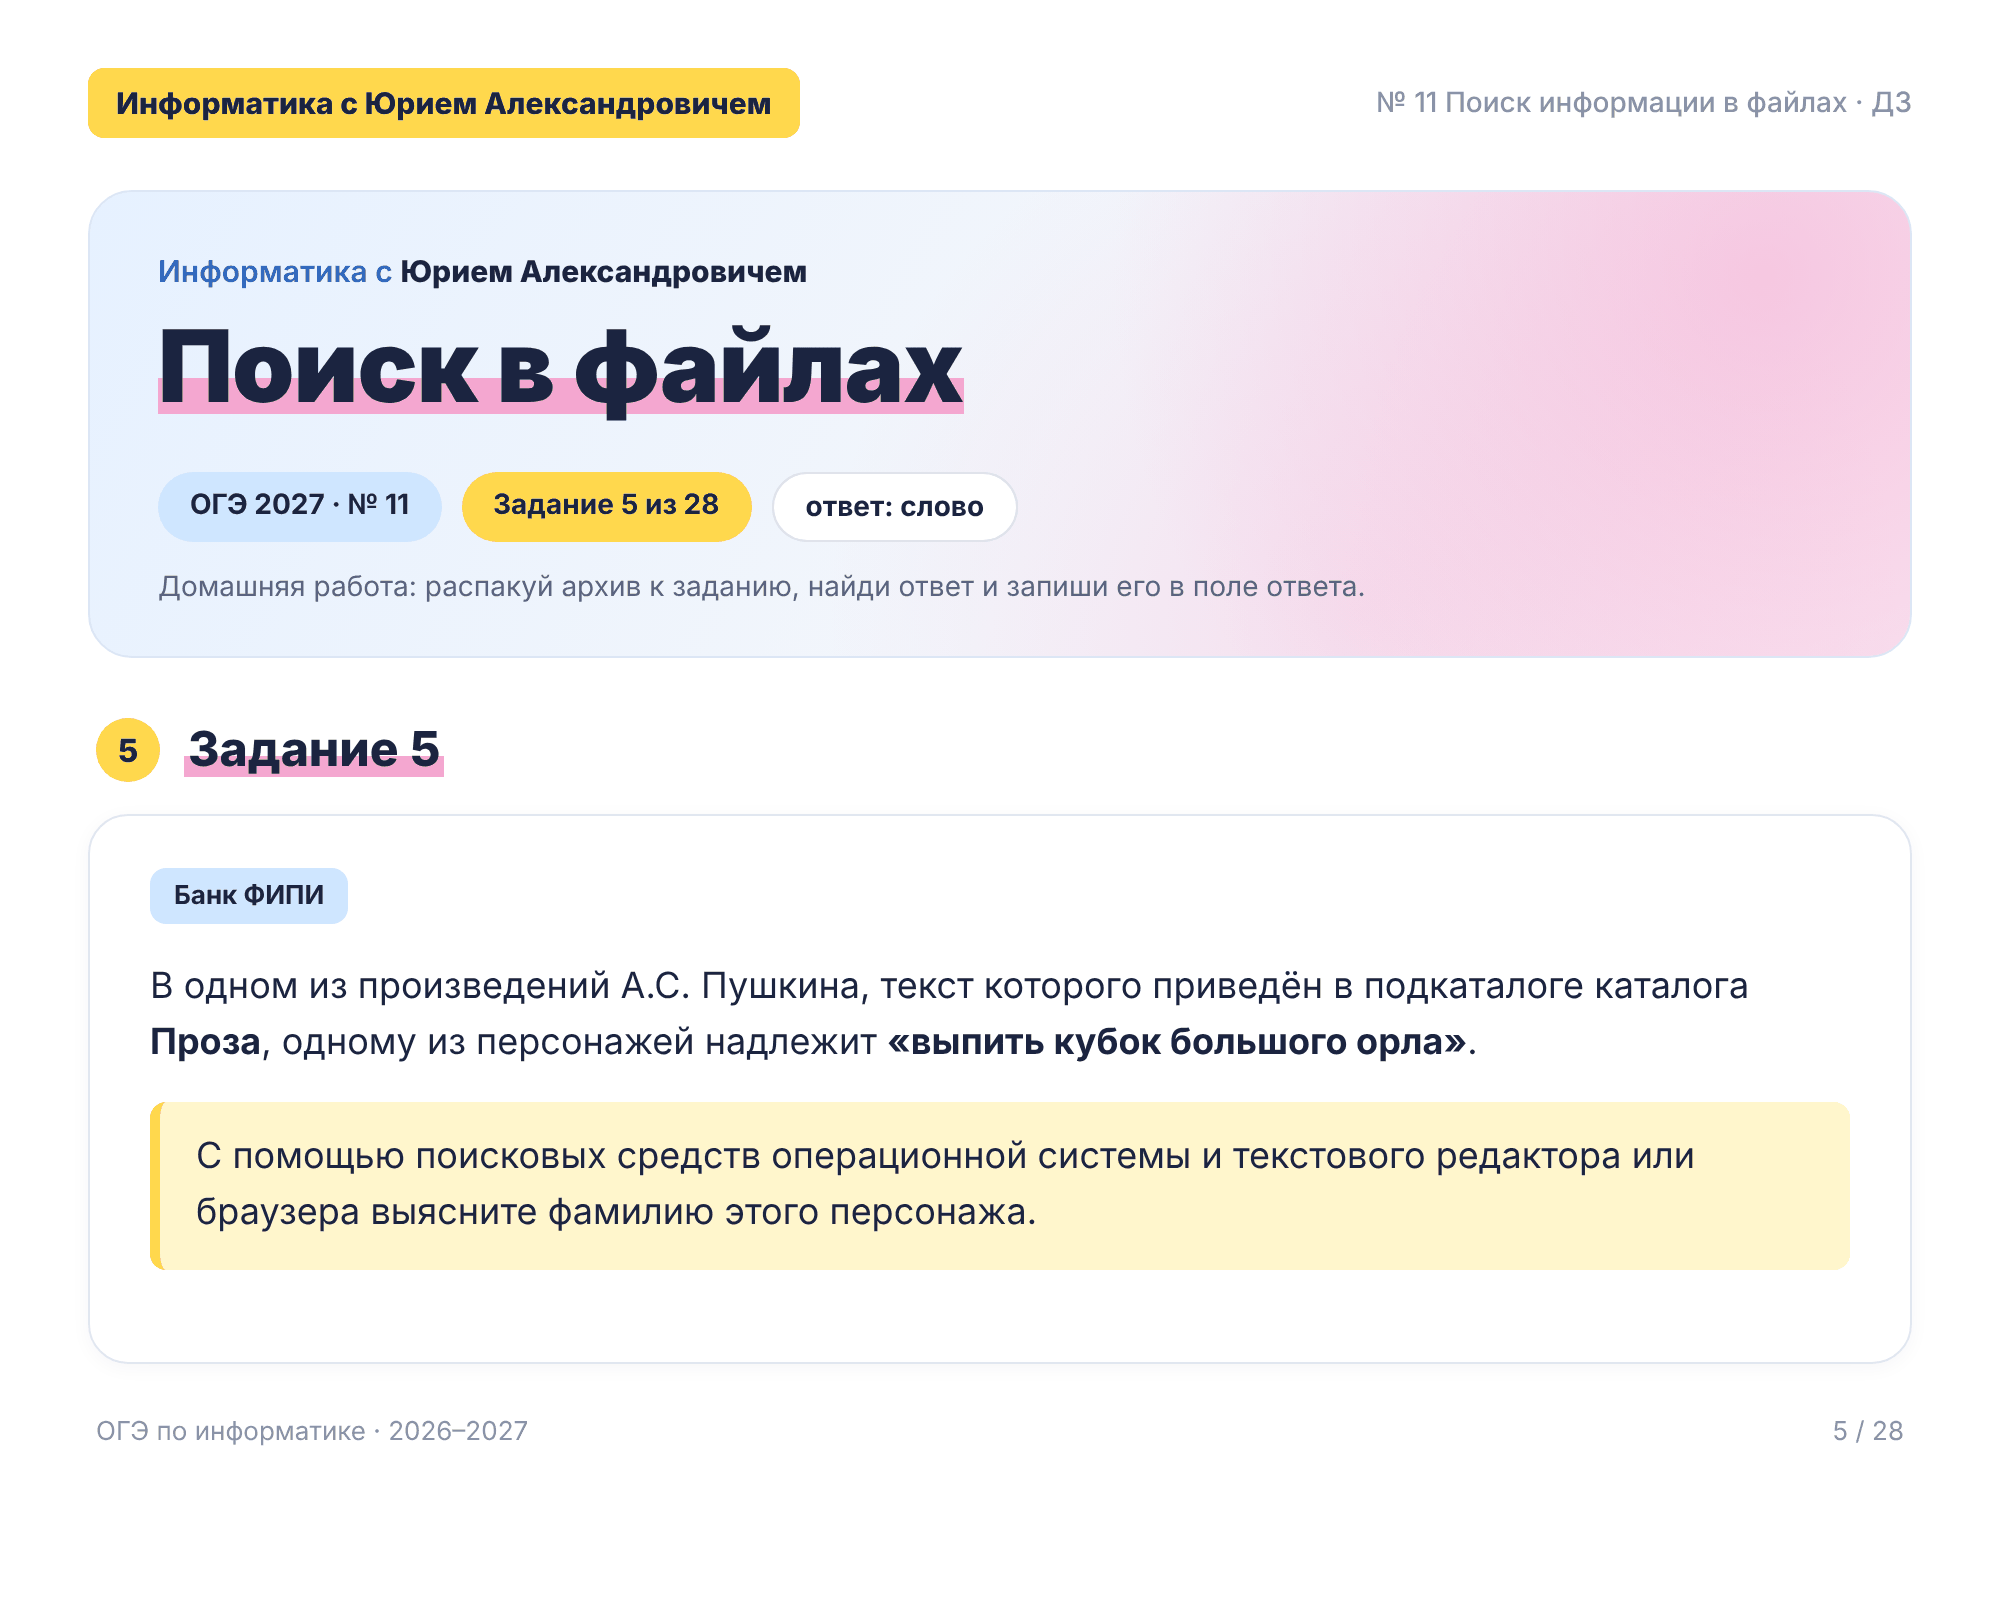 Информатика с Юрием Александровичем
№ 11 Поиск информации в файлах · ДЗ
Информатика с Юрием Александровичем
Поиск в файлах
ОГЭ 2027 · № 11
Задание 5 из 28
ответ: слово
Домашняя работа: распакуй архив к заданию, найди ответ и запиши его в поле ответа.
5 Задание 5
Банк ФИПИ
В одном из произведений А.С. Пушкина, текст которого приведён в подкаталоге каталога
Проза, одному из персонажей надлежит «выпить кубок большого орла».
С помощью поисковых средств операционной системы и текстового редактора или
браузера выясните фамилию этого персонажа.
ОГЭ по информатике · 2026–2027
5 / 28